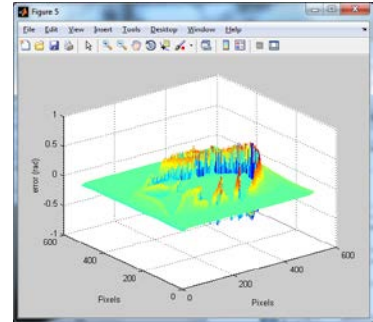 Figure 5
File Edit View Insert Tools Desktop Window Help
1
0.5
0
-0.5
-1
error (rad)
600
400
200
0
Pixels
0
200
400
600
Pixels